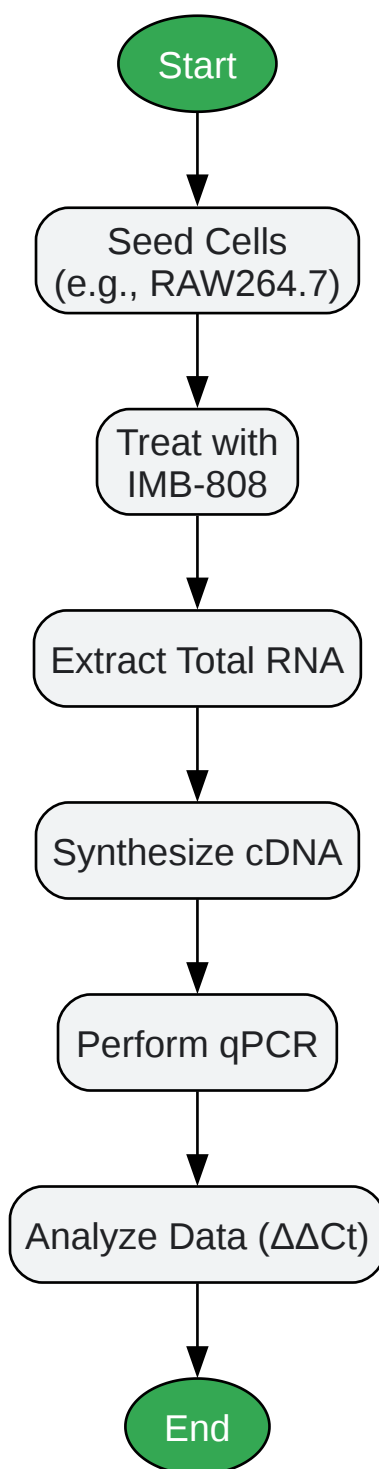 Start
Seed Cells
(e.g., RAW264.7)
Treat with
IMB-808
Extract Total RNA
Synthesize cDNA
Perform qPCR
Analyze Data (ΔΔCt)
End